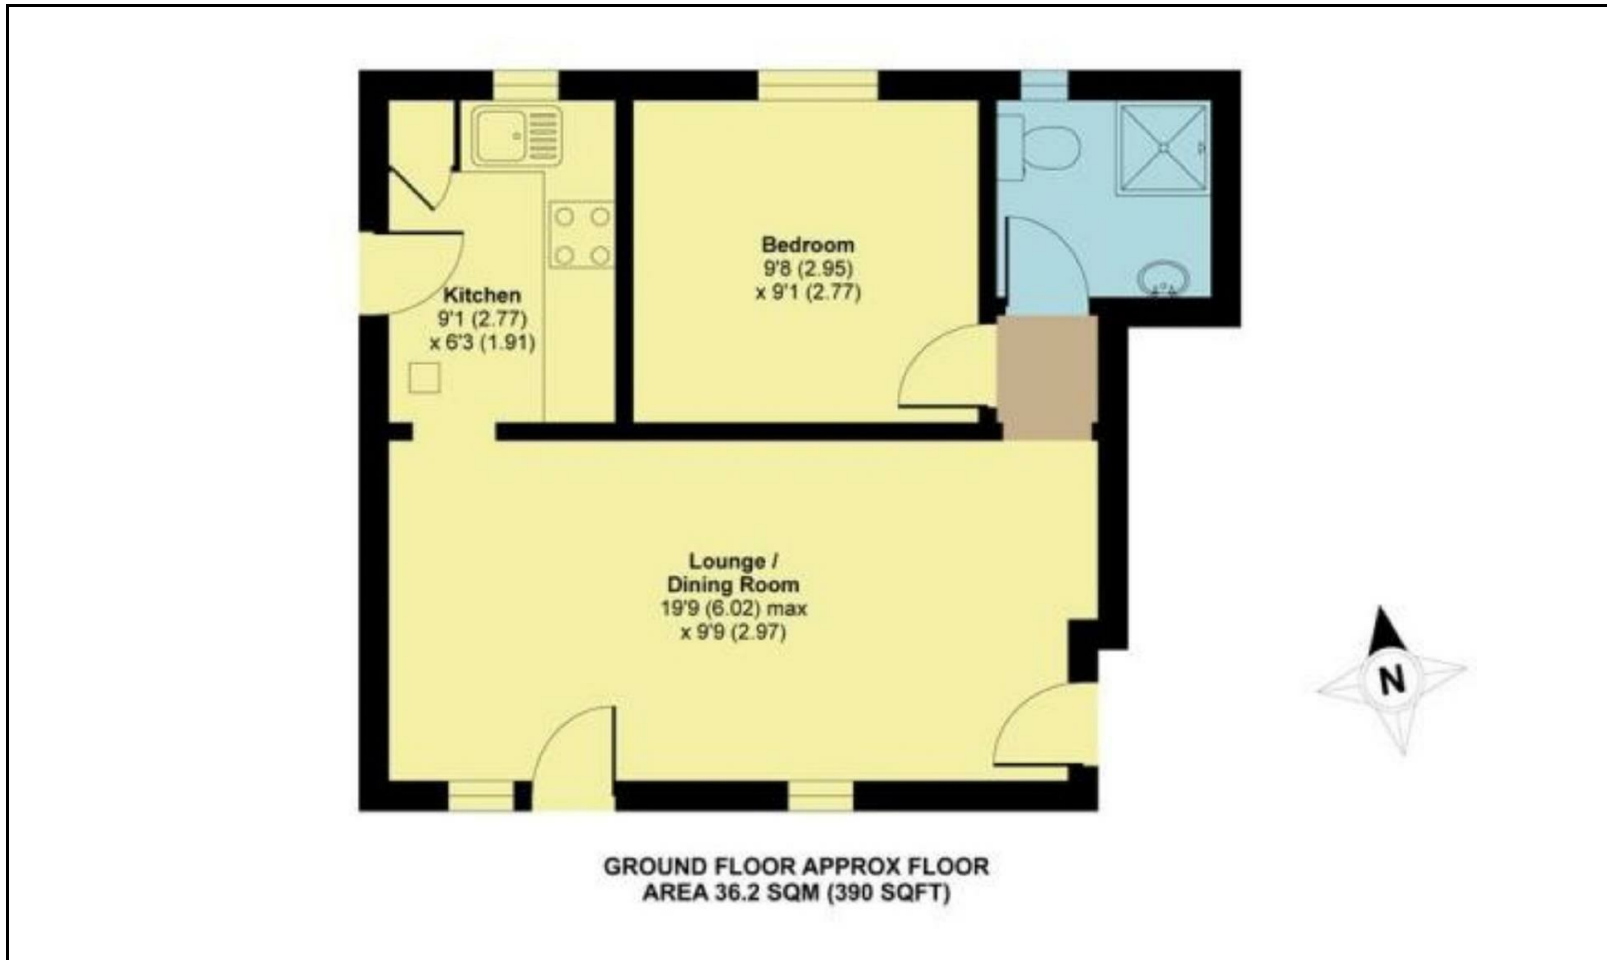 Bedroom
9'8 (2.95)
x 9'1 (2.77)
Kitchen
9'1 (2.77)
x 6'3 (1.91)
Lounge /
Dining Room
19'9 (6.02) max
x 9'9 (2.97)
N
GROUND FLOOR APPROX FLOOR
AREA 36.2 SQM (390 SQFT)